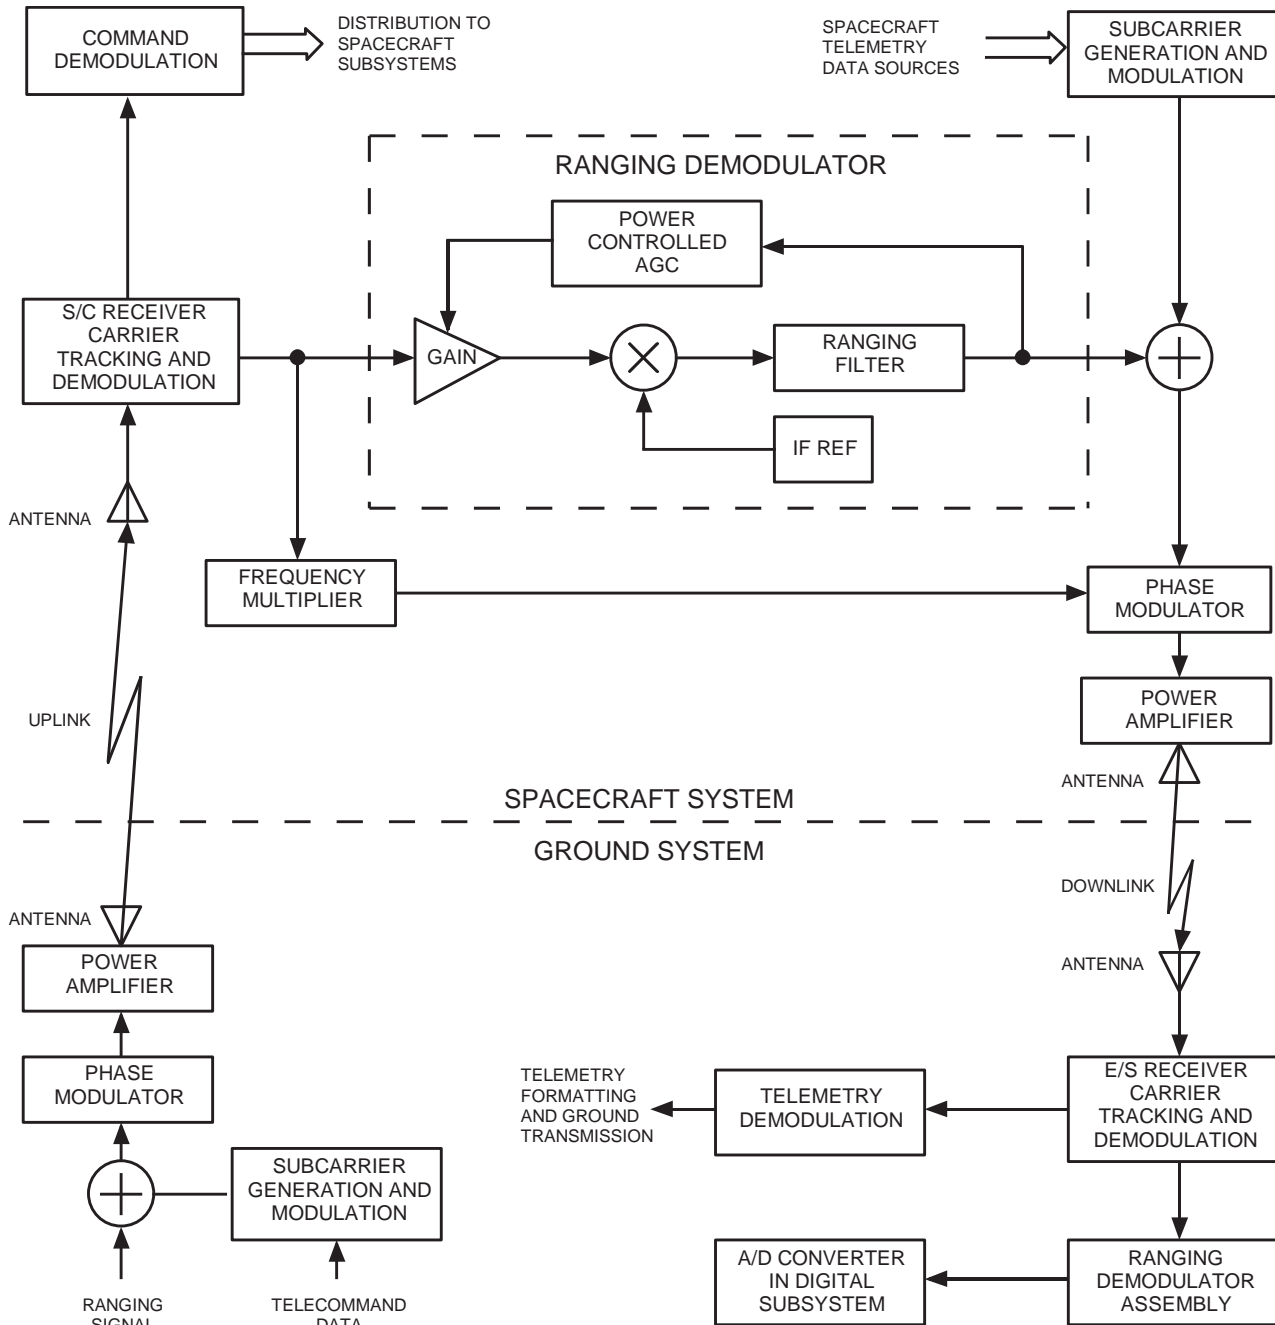 COMMAND
DEMODULATION
DISTRIBUTION TO
SPACECRAFT
SUBSYSTEMS
SPACECRAFT
TELEMETRY
DATA SOURCES
SUBCARRIER
GENERATION AND
MODULATION
RANGING DEMODULATOR
POWER
CONTROLLED
AGC
S/C RECEIVER
CARRIER
TRACKING AND
DEMODULATION
GAIN
RANGING
FILTER
IF REF
ANTENNA
FREQUENCY
MULTIPLIER
PHASE
MODULATOR
UPLINK
POWER
AMPLIFIER
ANTENNA
SPACECRAFT SYSTEM
GROUND SYSTEM
DOWNLINK
ANTENNA
POWER
AMPLIFIER
ANTENNA
PHASE
MODULATOR
TELEMETRY
FORMATTING
AND GROUND
TRANSMISSION
TELEMETRY
DEMODULATION
E/S RECEIVER
CARRIER
TRACKING AND
DEMODULATION
SUBCARRIER
GENERATION AND
MODULATION
A/D CONVERTER
IN DIGITAL
SUBSYSTEM
RANGING
DEMODULATOR
ASSEMBLY
RANGING
SIGNAL
TELECOMMAND
DATA